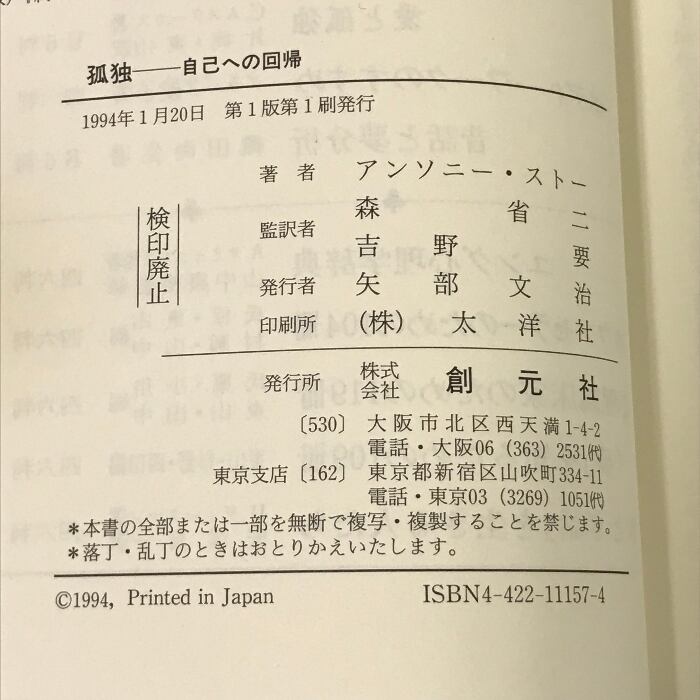 孤独――自己への回帰
1994年1月20日　第1版第1刷発行
検印廃止
著者　アンソニー・ストー
監訳者　森省二
吉野要
発行者　矢部文治
印刷所　(株)太洋社
発行所　株式会社　創元社
〔530〕大阪市北区西天満1-4-2
電話・大阪06（363）2531㈹
東京支店〔162〕東京都新宿区山吹町334-11
電話・東京03（3269）1051㈹
＊本書の全部または一部を無断で複写・複製することを禁じます。
＊落丁・乱丁のときはおとりかえいたします。
©1994, Printed in Japan　ISBN4-422-11157-4